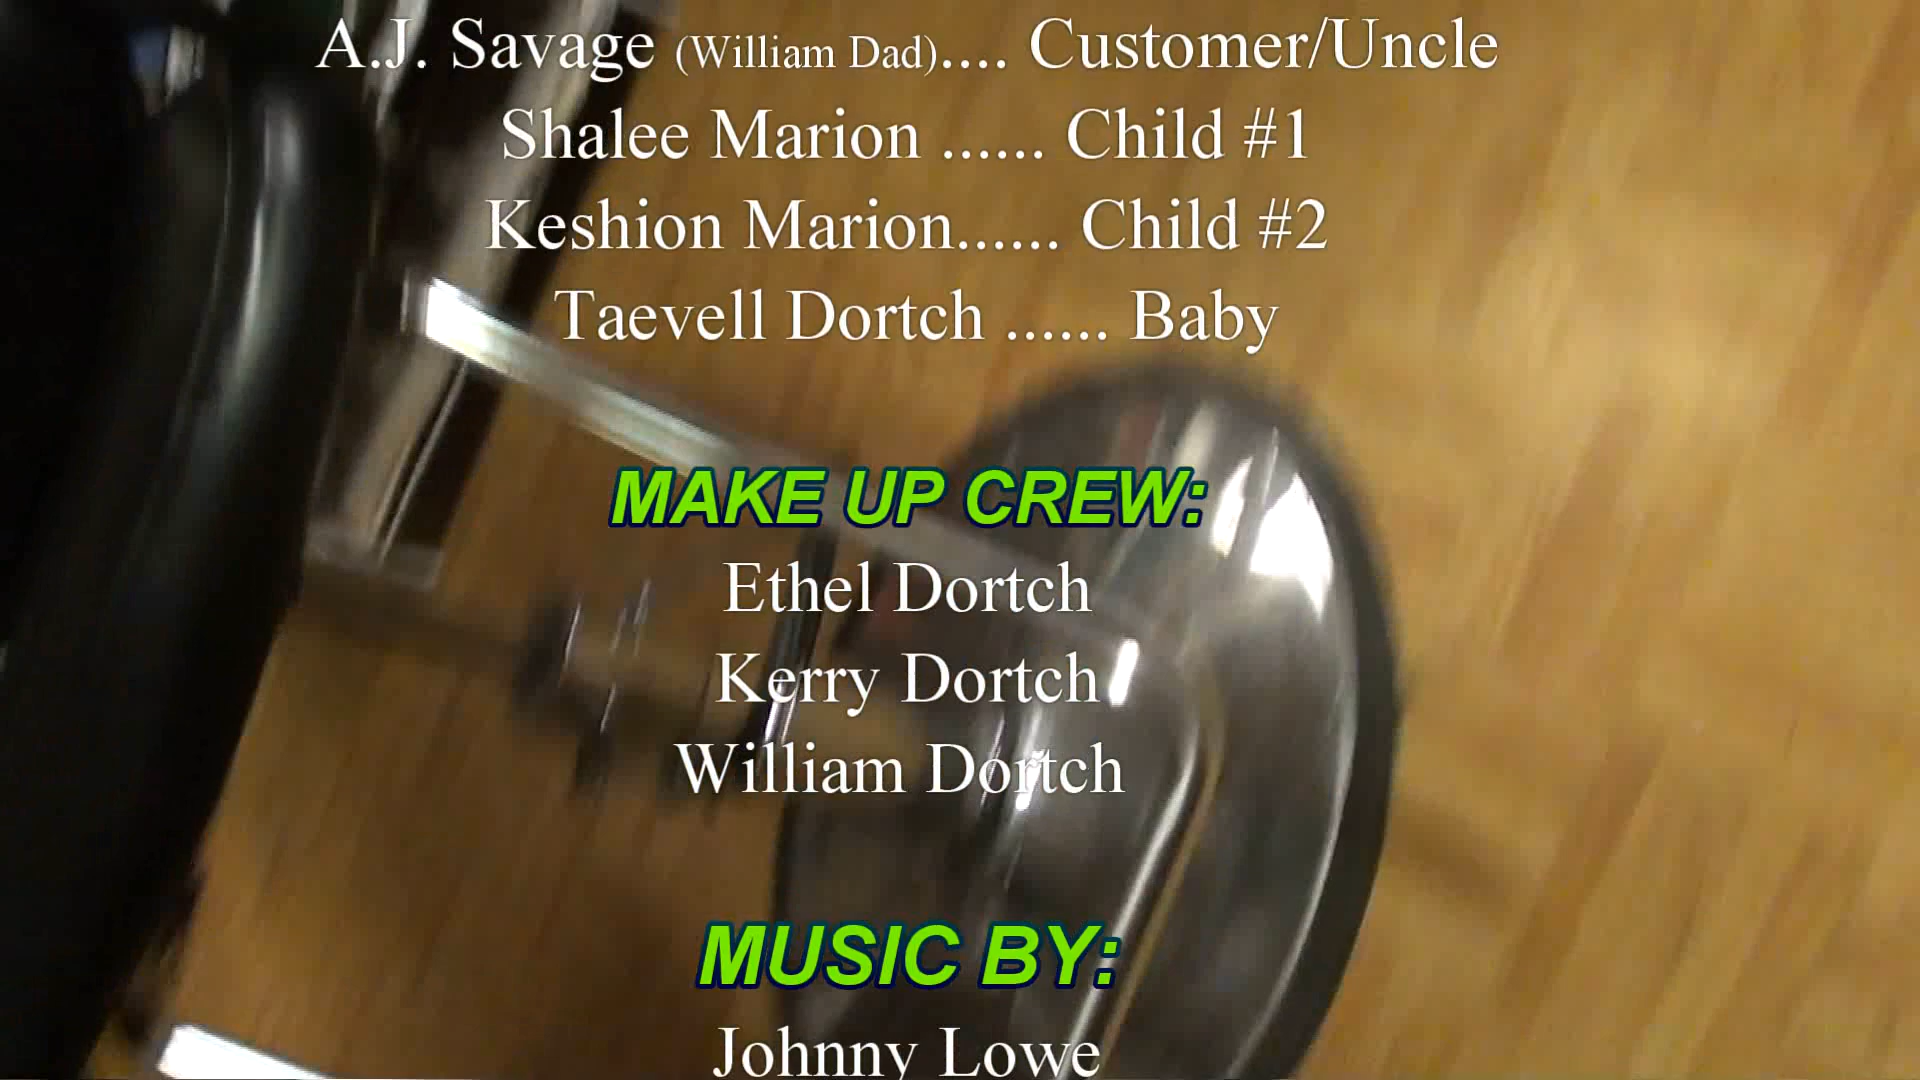 A.J. Savage (William Dad).... Customer/Uncle
Shalee Marion ...... Child #1
Keshion Marion...... Child #2
Taevell Dortch ...... Baby
MAKE UP CREW:
Ethel Dortch
Kerry Dortch
William Dortch
MUSIC BY:
Johnny Lowe